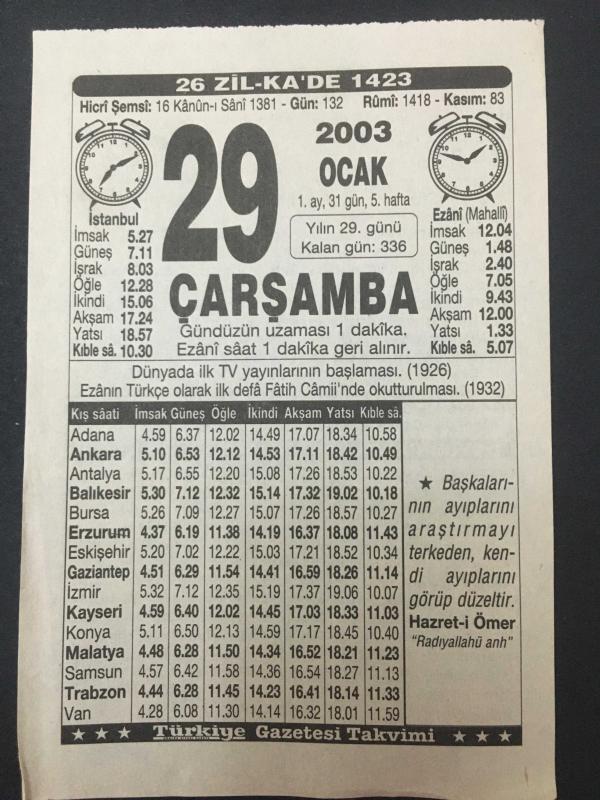 26 ZİL-KA'DE 1423
Hicrî Şemsî: 16 Kânûn-ı Sânî 1381 - Gün: 132 Rûmî: 1418 - Kasım: 83
29
2003
OCAK
1. ay, 31 gün, 5. hafta
Yılın 29. günü
Kalan gün: 336
ÇARŞAMBA
Gündüzün uzaması 1 dakîka.
Ezânî sâat 1 dakîka geri alınır.
İstanbul
İmsak 5.27
Güneş 7.11
İşrak 8.03
Öğle 12.28
İkindi 15.06
Akşam 17.24
Yatsı 18.57
Kıble sâ. 10.30
Ezânî (Mahallî)
İmsak 12.04
Güneş 1.48
İşrak 2.40
Öğle 7.05
İkindi 9.43
Akşam 12.00
Yatsı 1.33
Kıble sâ. 5.07
Dünyada ilk TV yayınlarının başlaması. (1926)
Ezânın Türkçe olarak ilk defâ Fâtih Câmii'nde okutturulması. (1932)
Kış sâati İmsak Güneş Öğle İkindi Akşam Yatsı Kıble sâ.
Adana 4.59 6.37 12.02 14.49 17.07 18.34 10.58
Ankara 5.10 6.53 12.12 14.53 17.11 18.42 10.49
Antalya 5.17 6.55 12.20 15.08 17.26 18.53 10.22
Balıkesir 5.30 7.12 12.32 15.14 17.32 19.02 10.18
Bursa 5.26 7.09 12.27 15.07 17.26 18.57 10.27
Erzurum 4.37 6.19 11.38 14.19 16.37 18.08 11.43
Eskişehir 5.20 7.02 12.22 15.03 17.21 18.52 10.34
Gaziantep 4.51 6.29 11.54 14.41 16.59 18.26 11.14
İzmir 5.32 7.12 12.35 15.19 17.37 19.06 10.07
Kayseri 4.59 6.40 12.02 14.45 17.03 18.33 11.03
Konya 5.11 6.50 12.13 14.59 17.17 18.45 10.40
Malatya 4.48 6.28 11.50 14.34 16.52 18.21 11.23
Samsun 4.57 6.42 11.58 14.36 16.54 18.27 11.13
Trabzon 4.44 6.28 11.45 14.23 16.41 18.14 11.33
Van 4.28 6.08 11.30 14.14 16.32 18.01 11.59
★ Başkaları-
nın ayıplarını
araştırmayı
terkeden, ken-
di ayıplarını
görüp düzeltir.
Hazret-i Ömer
"Radıyallahü anh"
★ ★ ★ Türkiye Gazetesi Takvimi ★ ★ ★